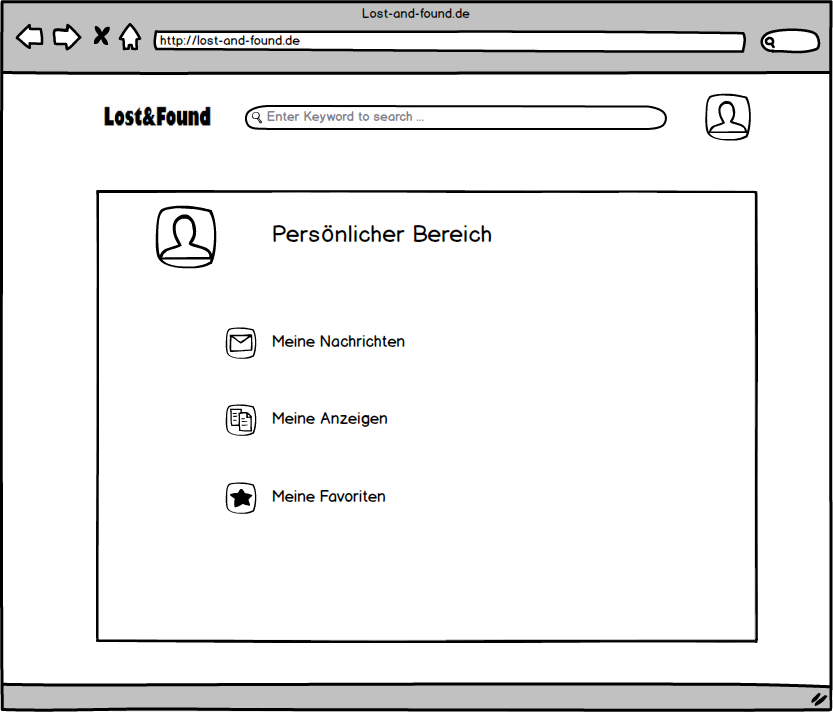 Lost-and-found.de
http://lost-and-found.de
Lost&Found
Enter Keyword to search ...
Persönlicher Bereich
Meine Nachrichten
Meine Anzeigen
Meine Favoriten